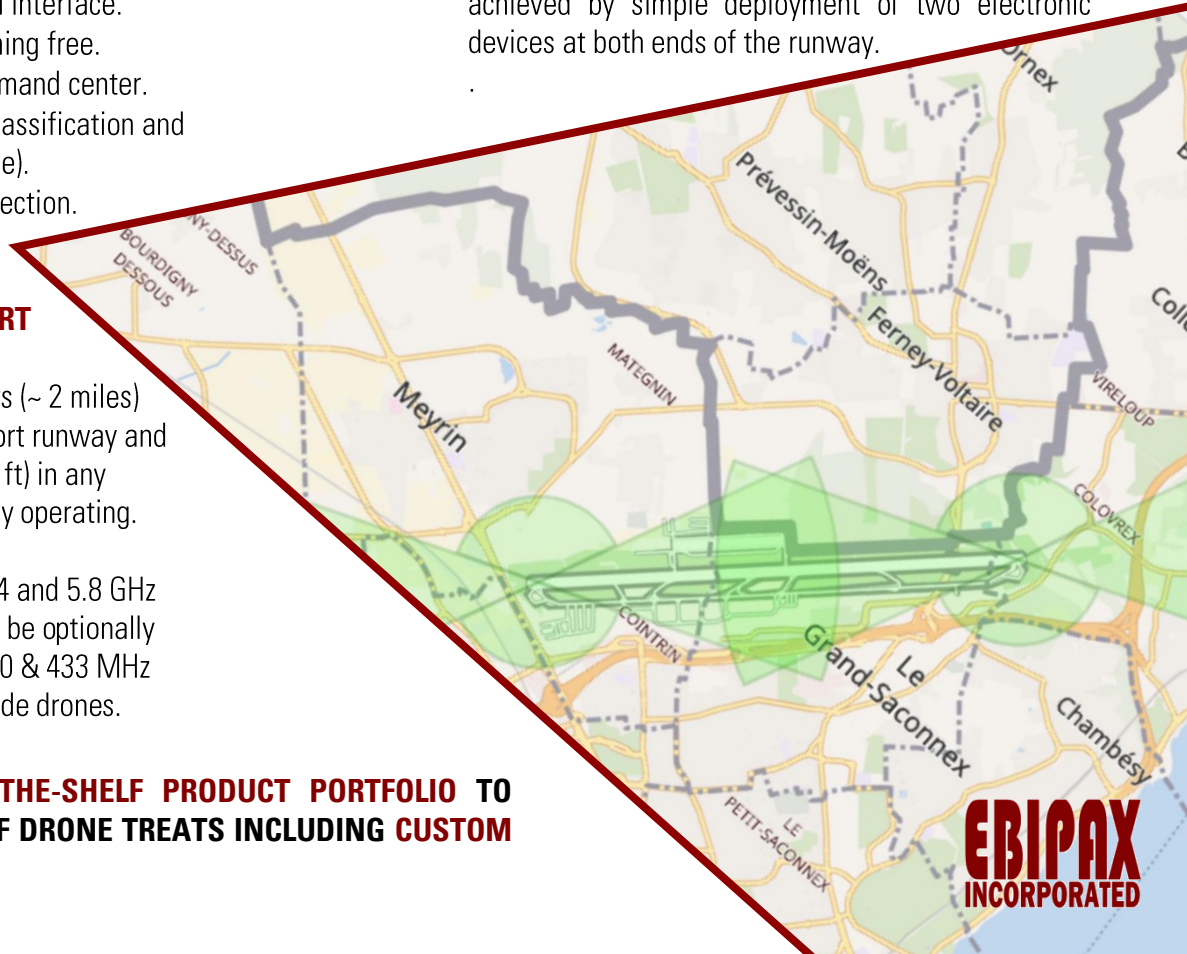 interface.
ning free.
mand center.
assification and
e).
ection.
achieved by simple deployment of two electronic
devices at both ends of the runway.
.
RT
s (~ 2 miles)
ort runway and
ft) in any
y operating.
4 and 5.8 GHz
be optionally
0 & 433 MHz
de drones.
THE-SHELF PRODUCT PORTFOLIO TO
F DRONE TREATS INCLUDING CUSTOM
Ornex
Prévessin-Moëns
NY-DESSUS
BOURDIGNY
DESSOUS
Colle
Ferney-Voltaire
MATEGNIN
VIRELOUP
Meyrin
COLOVREX
COINTRIN
Le
Grand-Saconnex
Chambésy
LE
PETIT-SACONNEX
EBIPAX
INCORPORATED